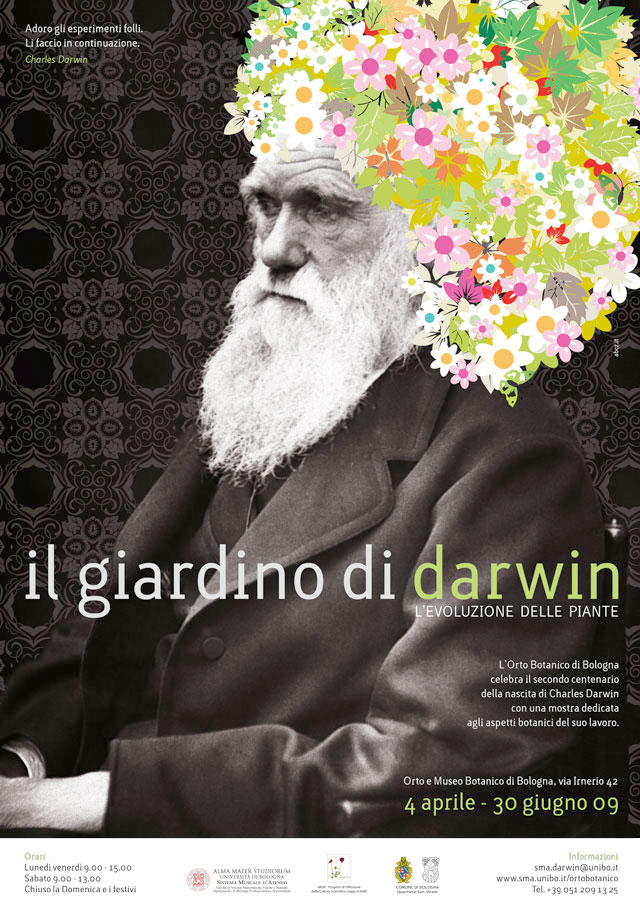 Adoro gli esperimenti folli.
Li faccio in continuazione.
Charles Darwin
il giardino di darwin
L'EVOLUZIONE DELLE PIANTE
L'Orto Botanico di Bologna
celebra il secondo centenario
della nascita di Charles Darwin
con una mostra dedicata
agli aspetti botanici del suo lavoro.
Orto e Museo Botanico di Bologna, via Irnerio 42
4 aprile - 30 giugno 09
Orari
Lunedì venerdì 9.00 - 15.00
Sabato 9.00 - 13.00
Chiuso la Domenica e i festivi
ALMA MATER STUDIORUM
UNIVERSITÀ DI BOLOGNA
SISTEMA MUSEALE D'ATENEO
COMUNE DI BOLOGNA
Quartiere San Vitale
Informazioni
sma.darwin@unibo.it
www.sma.unibo.it/ortobotanico
Tel. +39 051 209 13 25